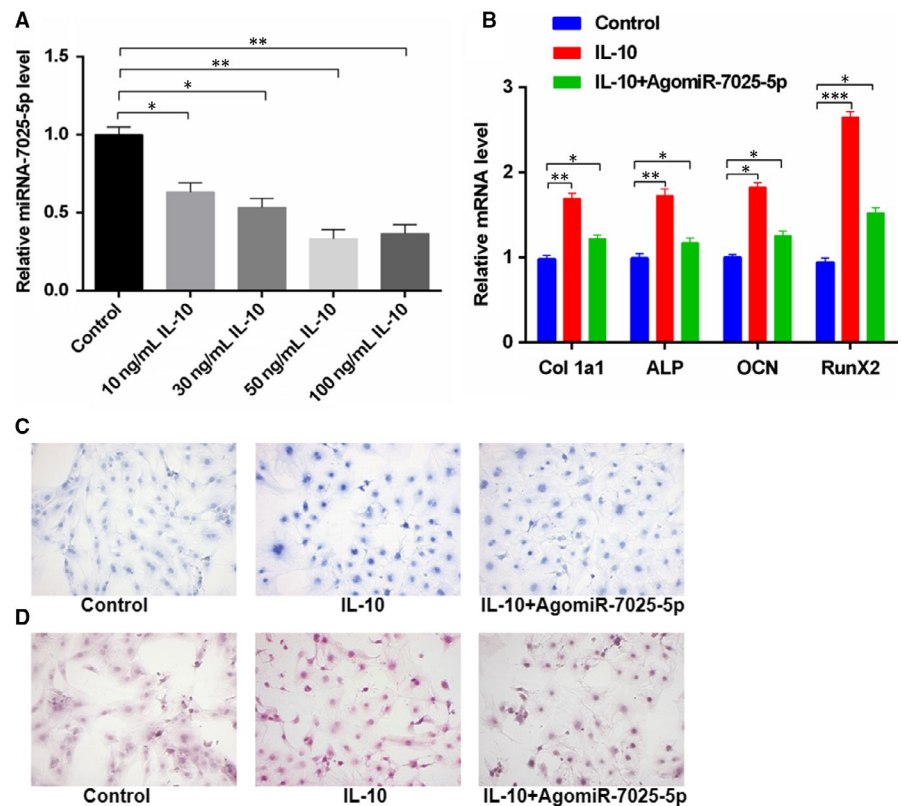 A
Relative miRNA-7025-5p level
1.5
1.0
0.5
0.0
**
**
*
*
Control
10 ng/mL IL-10
30 ng/mL IL-10
50 ng/mL IL-10
100 ng/mL IL-10
B
Control
IL-10
IL-10+AgomiR-7025-5p
Relative mRNA level
3
2
1
0
*
**
*
**
*
*
*
***
Col 1a1 ALP OCN RunX2
C
Control IL-10 IL-10+AgomiR-7025-5p
D
Control IL-10 IL-10+AgomiR-7025-5p